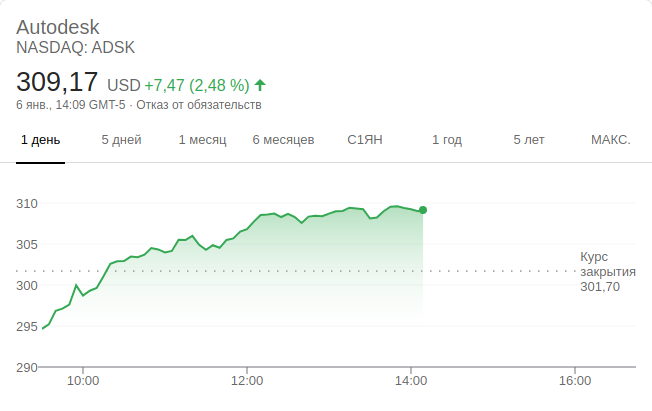 Autodesk
NASDAQ: ADSK
309,17 USD +7,47 (2,48 %)
6 янв., 14:09 GMT-5 · Отказ от обязательств
1 день 5 дней 1 месяц 6 месяцев С1ЯН 1 год 5 лет МАКС.
310
305
Курс
закрытия
301,70
300
295
290
10:00 12:00 14:00 16:00